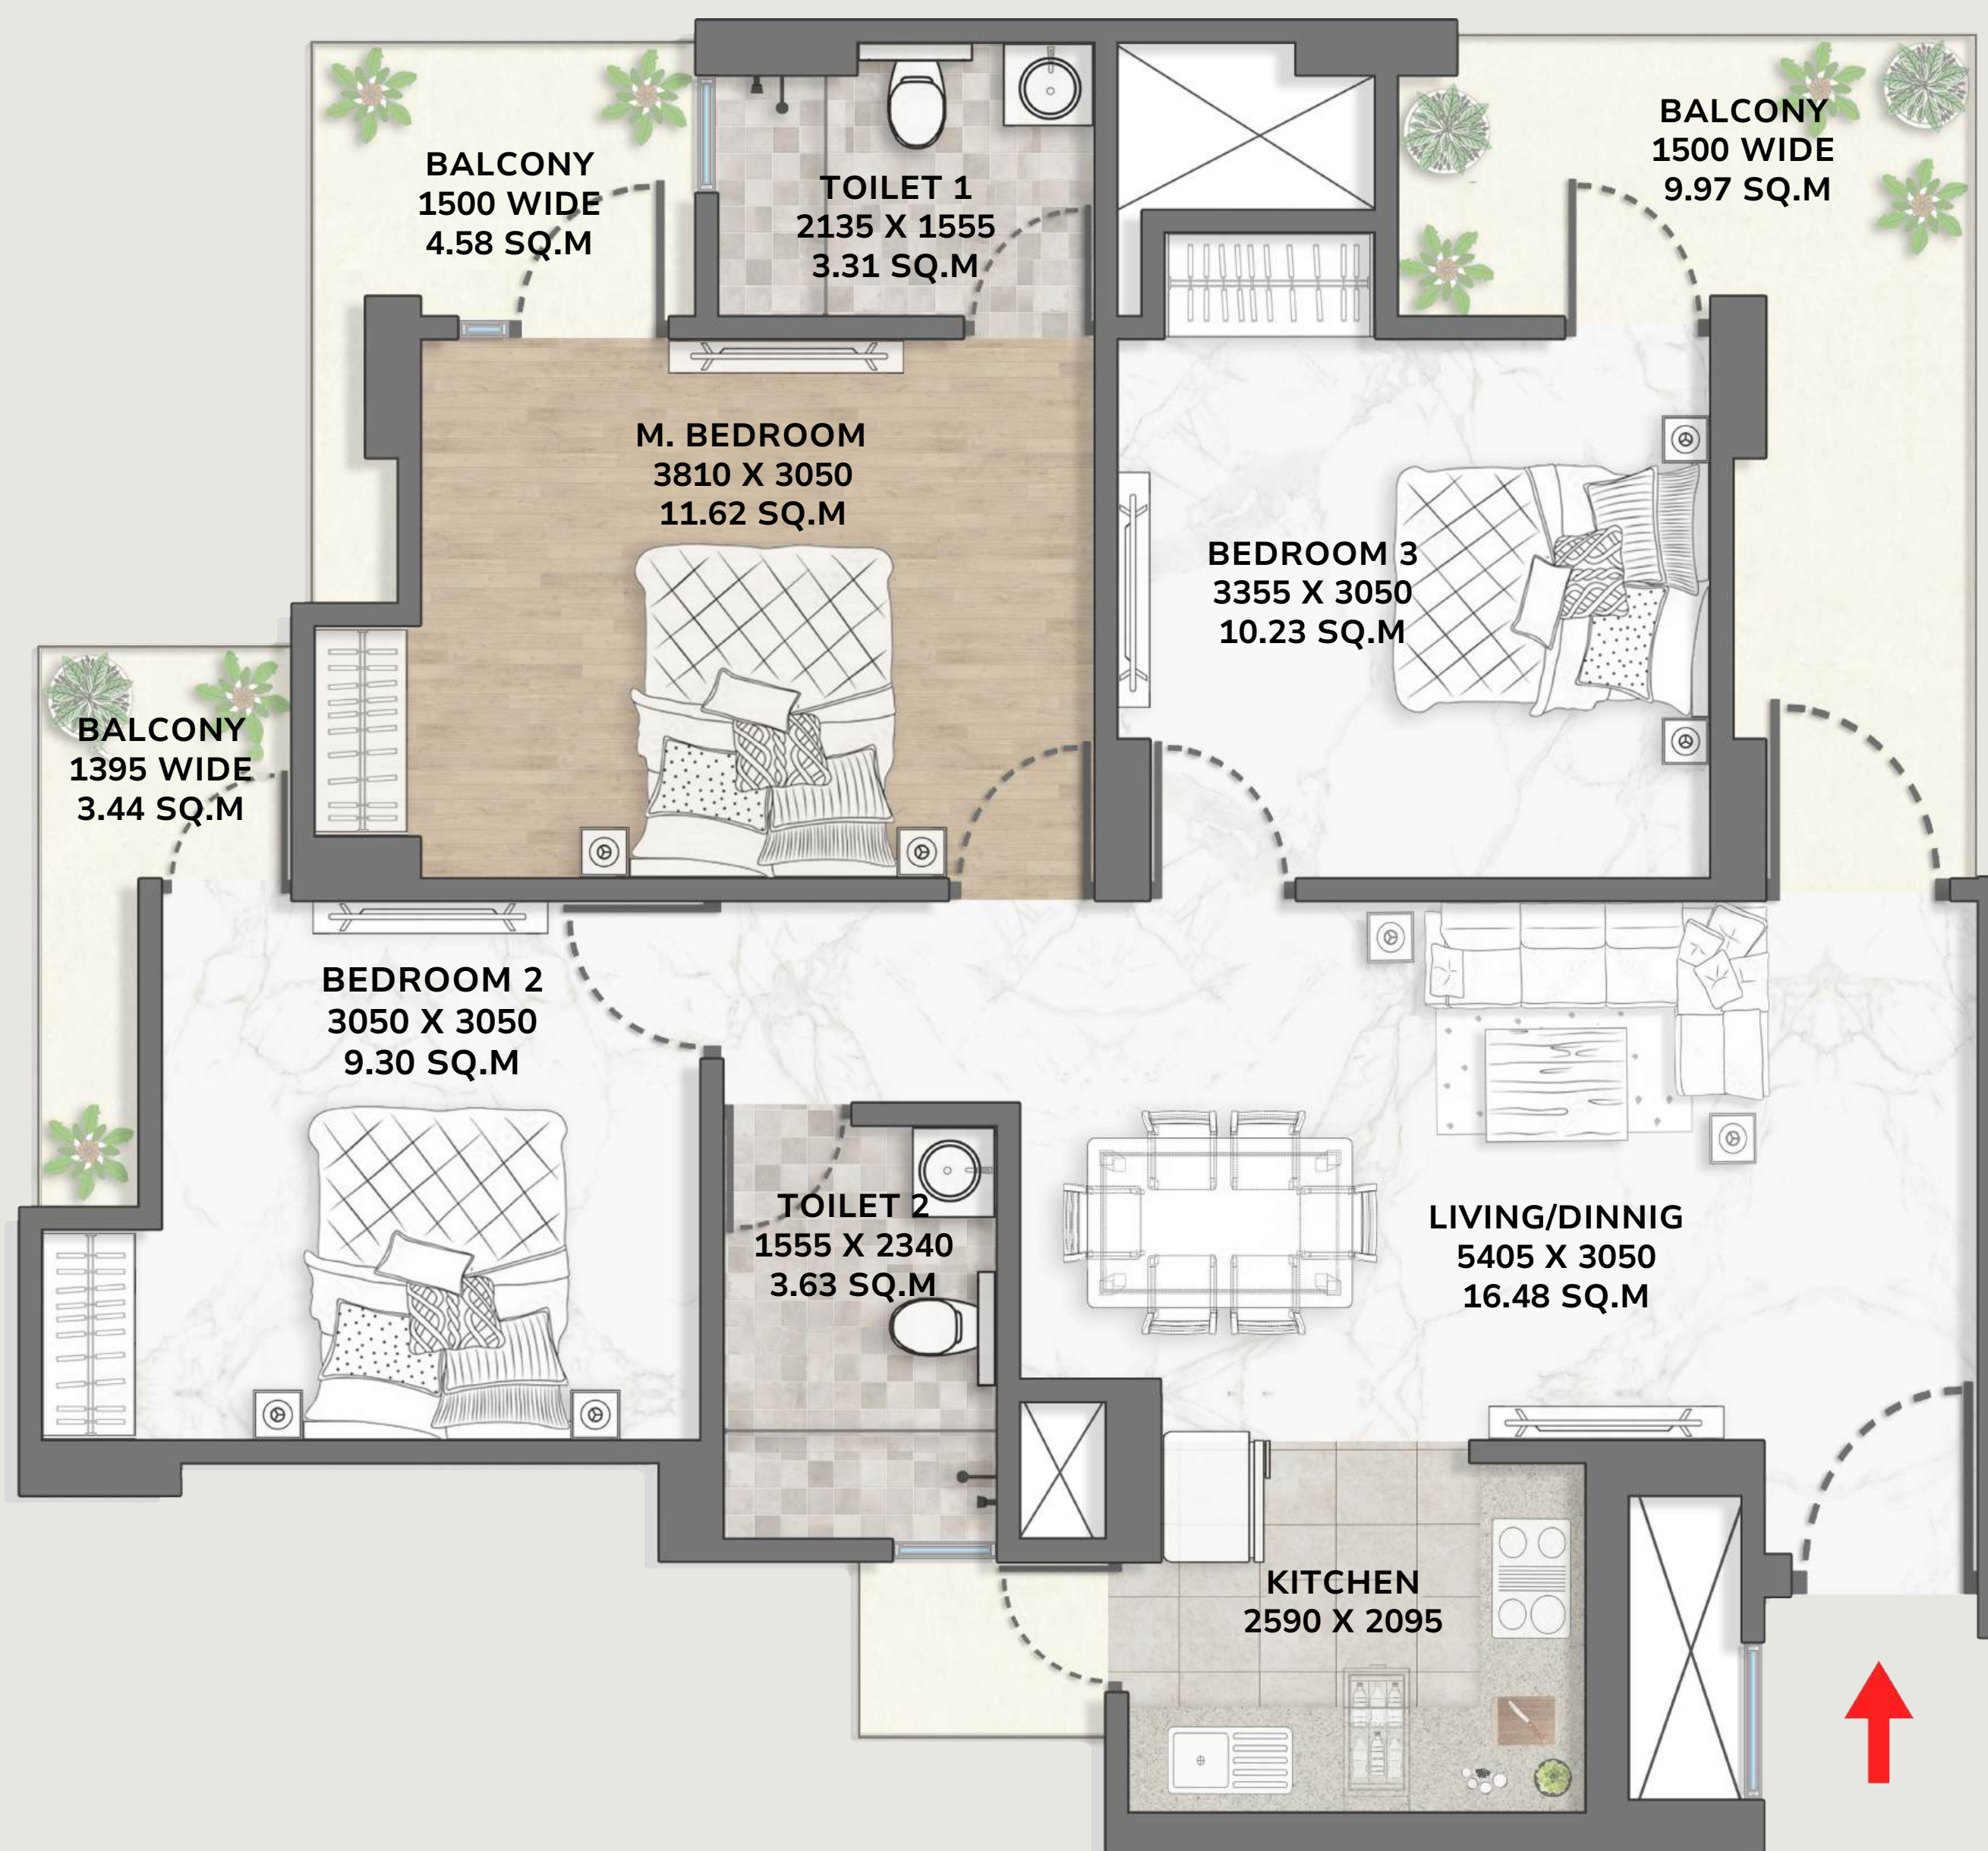 BALCONY
1500 WIDE
4.58 SQ.M
TOILET 1
2135 X 1555
3.31 SQ.M
BALCONY
1500 WIDE
9.97 SQ.M
M. BEDROOM
3810 X 3050
11.62 SQ.M
BEDROOM 3
3355 X 3050
10.23 SQ.M
BALCONY
1395 WIDE
3.44 SQ.M
BEDROOM 2
3050 X 3050
9.30 SQ.M
TOILET 2
1555 X 2340
3.63 SQ.M
LIVING/DINNIG
5405 X 3050
16.48 SQ.M
KITCHEN
2590 X 2095